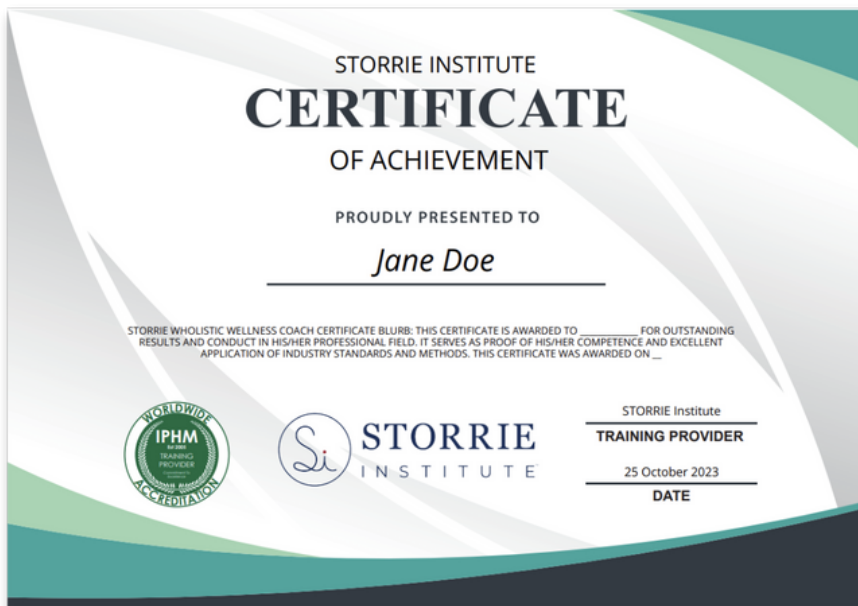 STORRIE INSTITUTE
CERTIFICATE
OF ACHIEVEMENT
PROUDLY PRESENTED TO
Jane Doe
STORRIE WHOLISTIC WELLNESS COACH CERTIFICATE BLURB: THIS CERTIFICATE IS AWARDED TO ___________ FOR OUTSTANDING
RESULTS AND CONDUCT IN HIS/HER PROFESSIONAL FIELD. IT SERVES AS PROOF OF HIS/HER COMPETENCE AND EXCELLENT
APPLICATION OF INDUSTRY STANDARDS AND METHODS. THIS CERTIFICATE WAS AWARDED ON __
WORLDWIDE
IPHM
TRAINING
PROVIDER
ACCREDITATION
Si
STORRIE
INSTITUTE
STORRIE Institute
TRAINING PROVIDER
25 October 2023
DATE